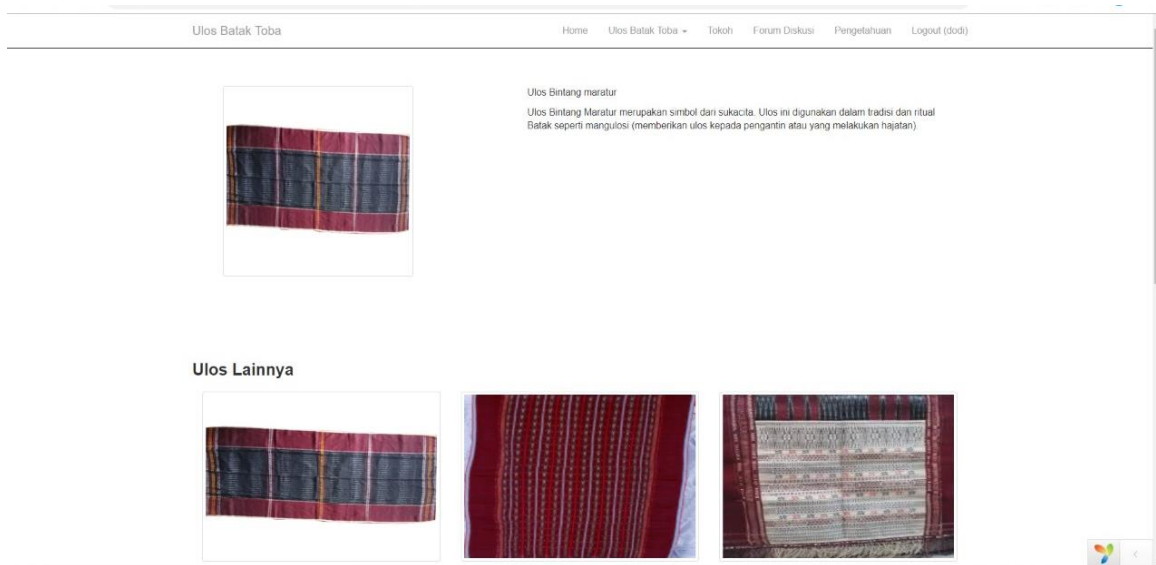 Ulos Batak Toba
Home Ulos Batak Toba Tokoh Forum Diskusi Pengetahuan Logout (dodi)
Ulos Bintang maratur
Ulos Bintang Maratur merupakan simbol dari sukacita. Ulos ini digunakan dalam tradisi dan ritual
Batak seperti mangulosi (memberikan ulos kepada pengantin atau yang melakukan hajatan).
Ulos Lainnya